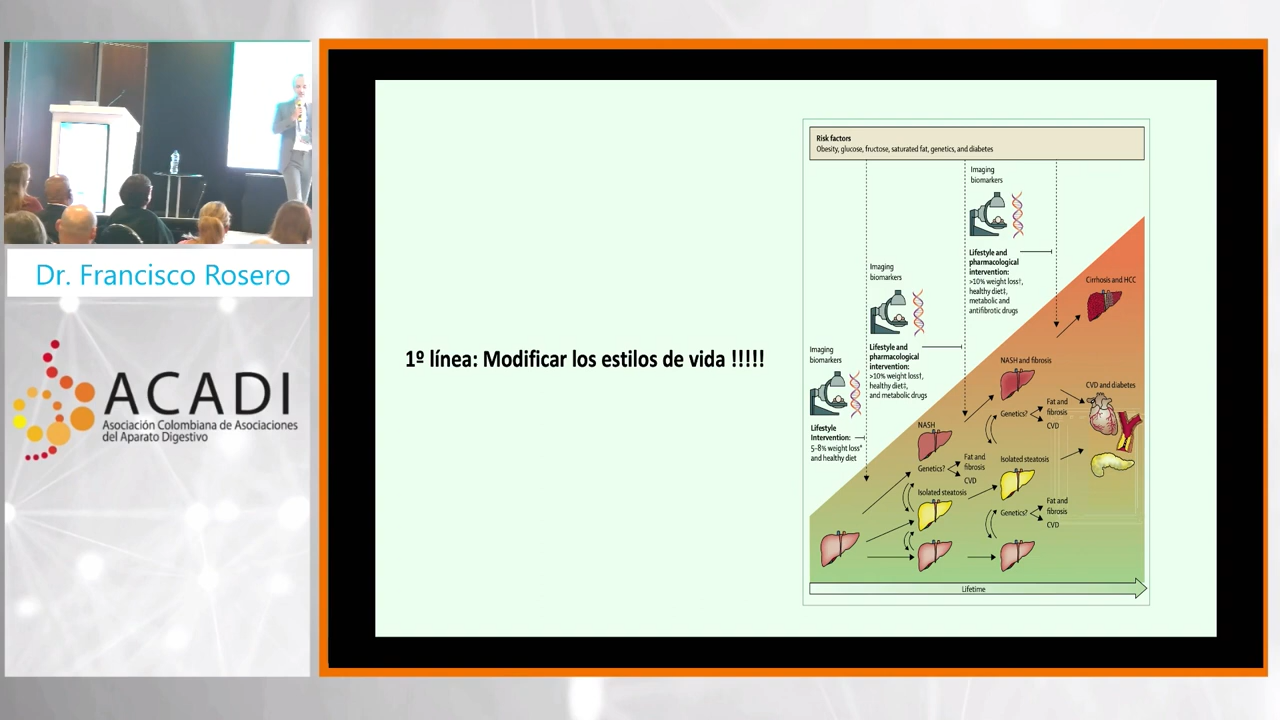 Dr. Francisco Rosero
ACADI
Asociación Colombiana de Asociaciones
del Aparato Digestivo
1º línea: Modificar los estilos de vida !!!!!
Risk factors
Obesity, glucose, fructose, saturated fat, genetics, and diabetes
Imaging
biomarkers
Lifestyle and
pharmacological
intervention:
>10% weight loss†,
healthy diet‡,
metabolic and
antifibrotic drugs
Imaging
biomarkers
Lifestyle and
pharmacological
intervention:
>10% weight loss†,
healthy diet‡,
and metabolic drugs
Imaging
biomarkers
Lifestyle
Intervention:
5–8% weight loss*
and healthy diet
Cirrhosis and HCC
NASH and fibrosis
CVD and diabetes
Genetics?
Fat and
fibrosis
CVD
NASH
Genetics?
Fat and
fibrosis
CVD
Isolated steatosis
Isolated steatosis
Genetics?
Fat and
fibrosis
CVD
Lifetime